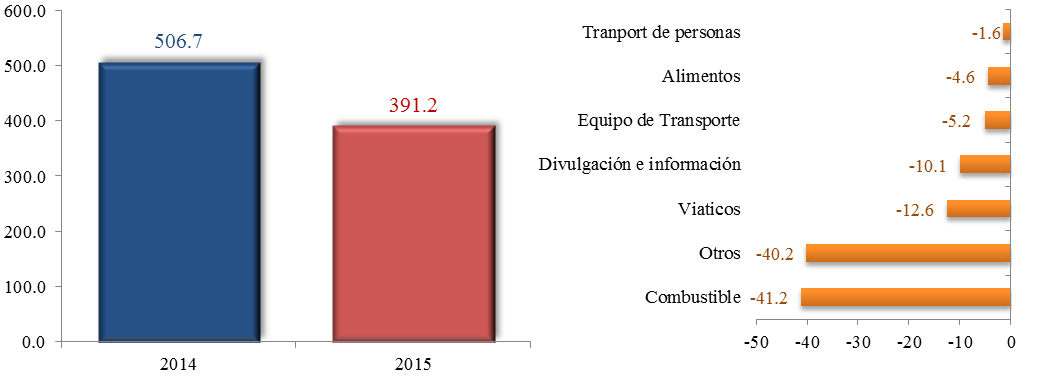 600.0
500.0
400.0
300.0
200.0
100.0
0.0
506.7
391.2
2014
2015
Tranport de personas -1.6
Alimentos -4.6
Equipo de Transporte -5.2
Divulgación e información -10.1
Viaticos -12.6
Otros -40.2
Combustible -41.2
-50 -40 -30 -20 -10 0